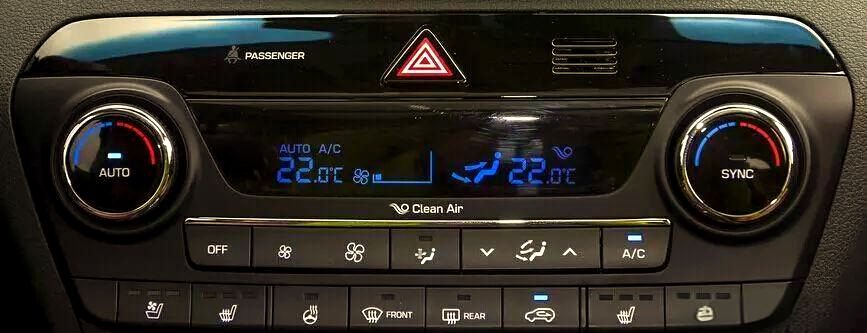 PASSENGER
AUTO A/C
22.0°C 22.0°C
AUTO
SYNC
Clean Air
OFF
A/C
FRONT
REAR